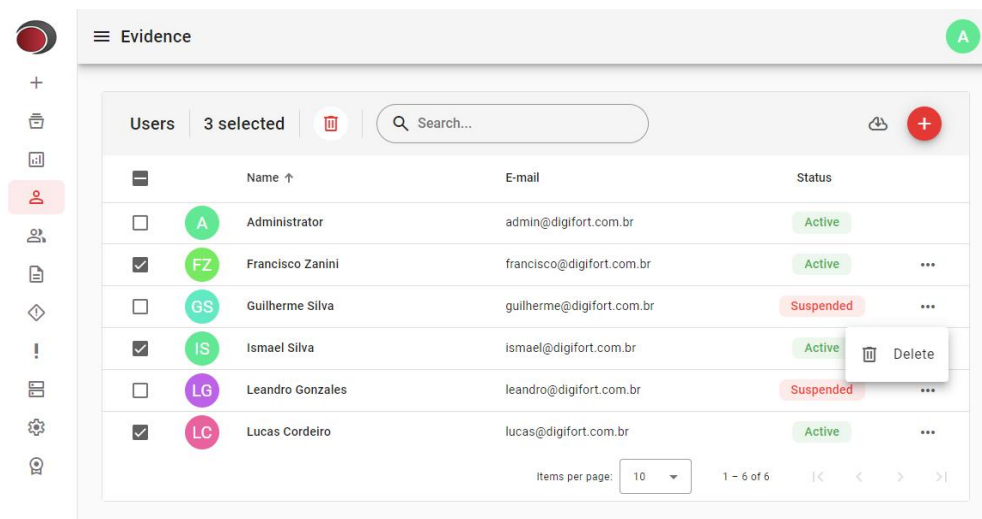 Evidence
A
Users 3 selected Search...
Name E-mail Status
A Administrator admin@digifort.com.br Active
FZ Francisco Zanini francisco@digifort.com.br Active
GS Guilherme Silva guilherme@digifort.com.br Suspended
IS Ismael Silva ismael@digifort.com.br Active
Delete
LG Leandro Gonzales leandro@digifort.com.br Suspended
LC Lucas Cordeiro lucas@digifort.com.br Active
Items per page: 10 1 – 6 of 6